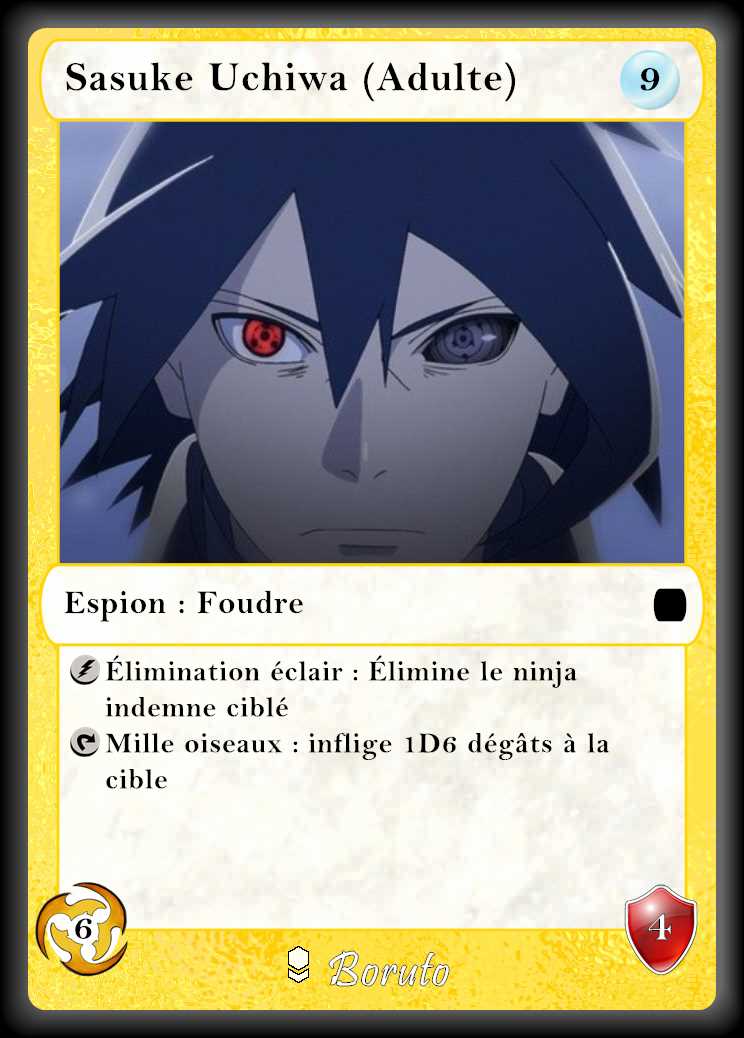 Sasuke Uchiwa (Adulte) 9
Espion : Foudre
Élimination éclair : Élimine le ninja
indemne ciblé
Mille oiseaux : inflige 1D6 dégâts à la
cible
6
4
Boruto